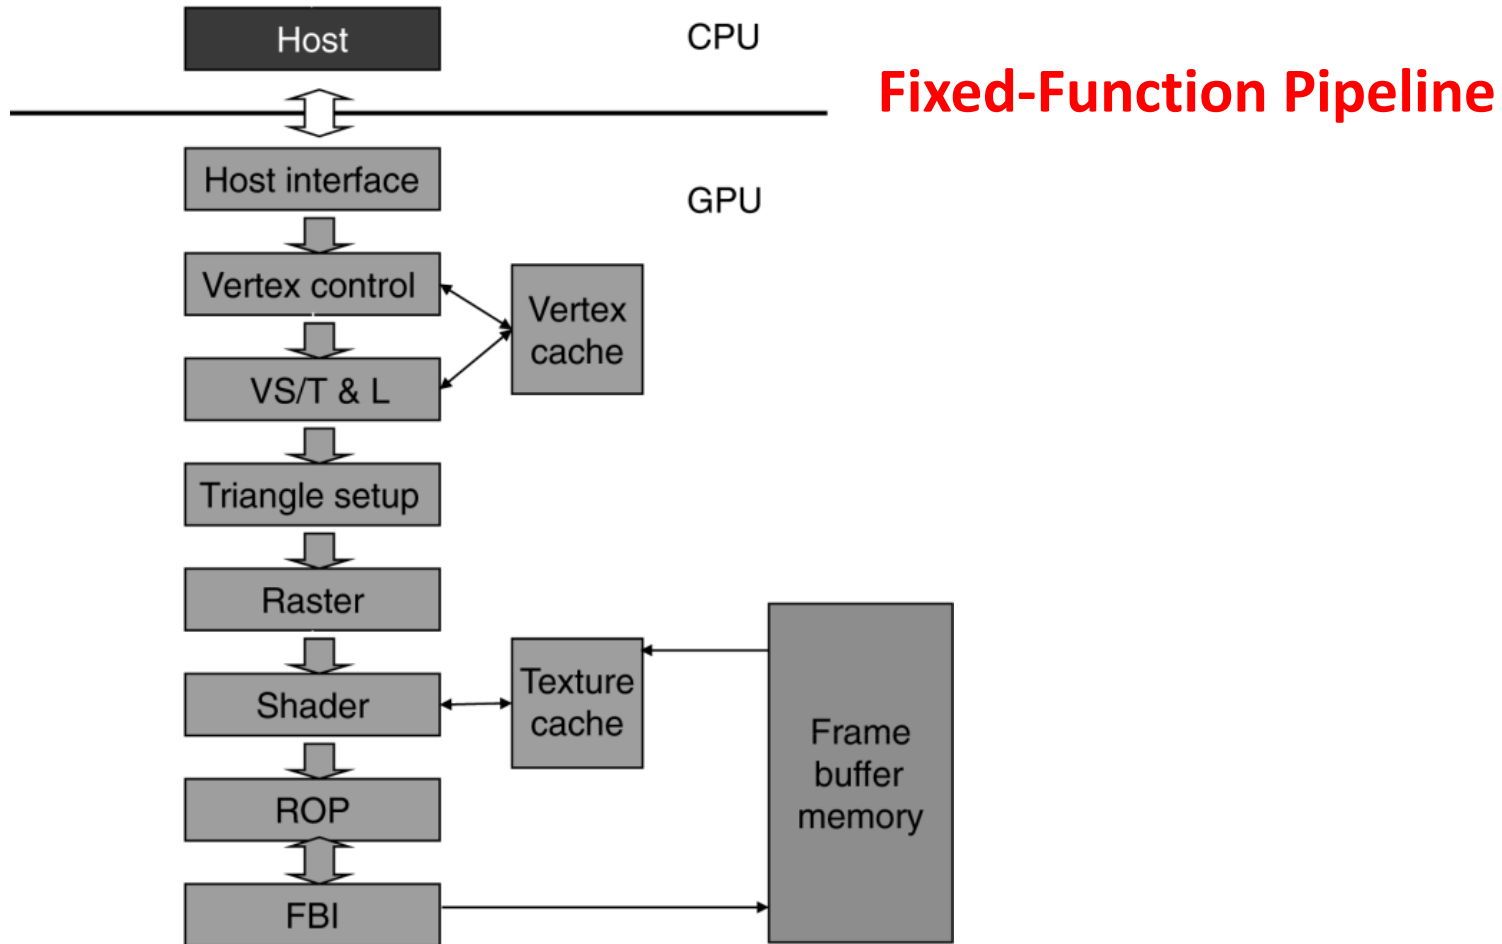 Host
CPU
Fixed-Function Pipeline
Host interface
GPU
Vertex control
Vertex
cache
VS/T & L
Triangle setup
Raster
Shader
Texture
cache
Frame
buffer
memory
ROP
FBI